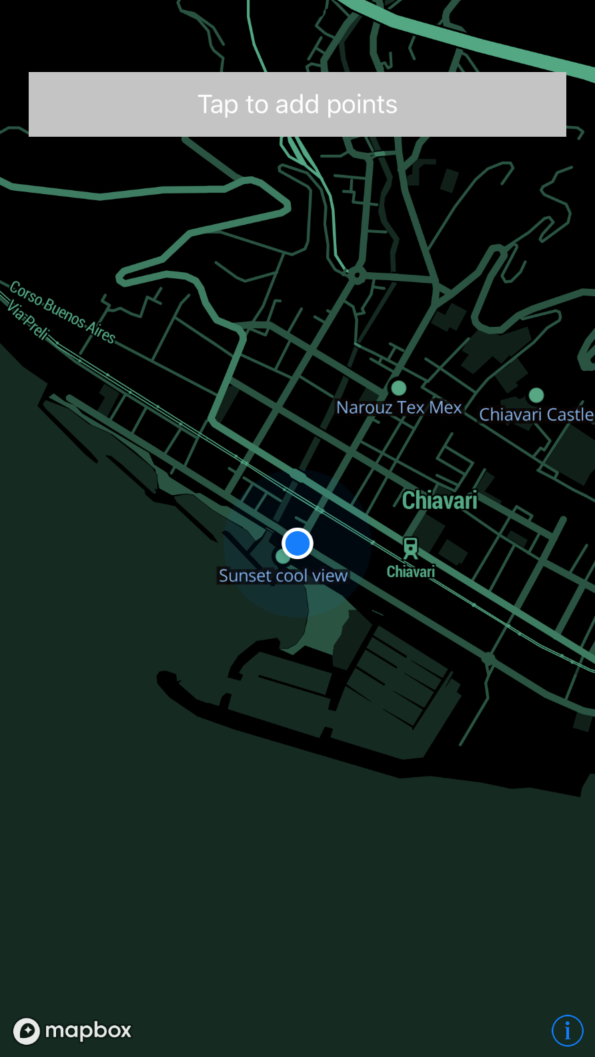 Tap to add points
Corso Buenos Aires
Via Preli
Narouz Tex Mex
Chiavari Castle
Chiavari
Chiavari
Sunset cool view
mapbox
i